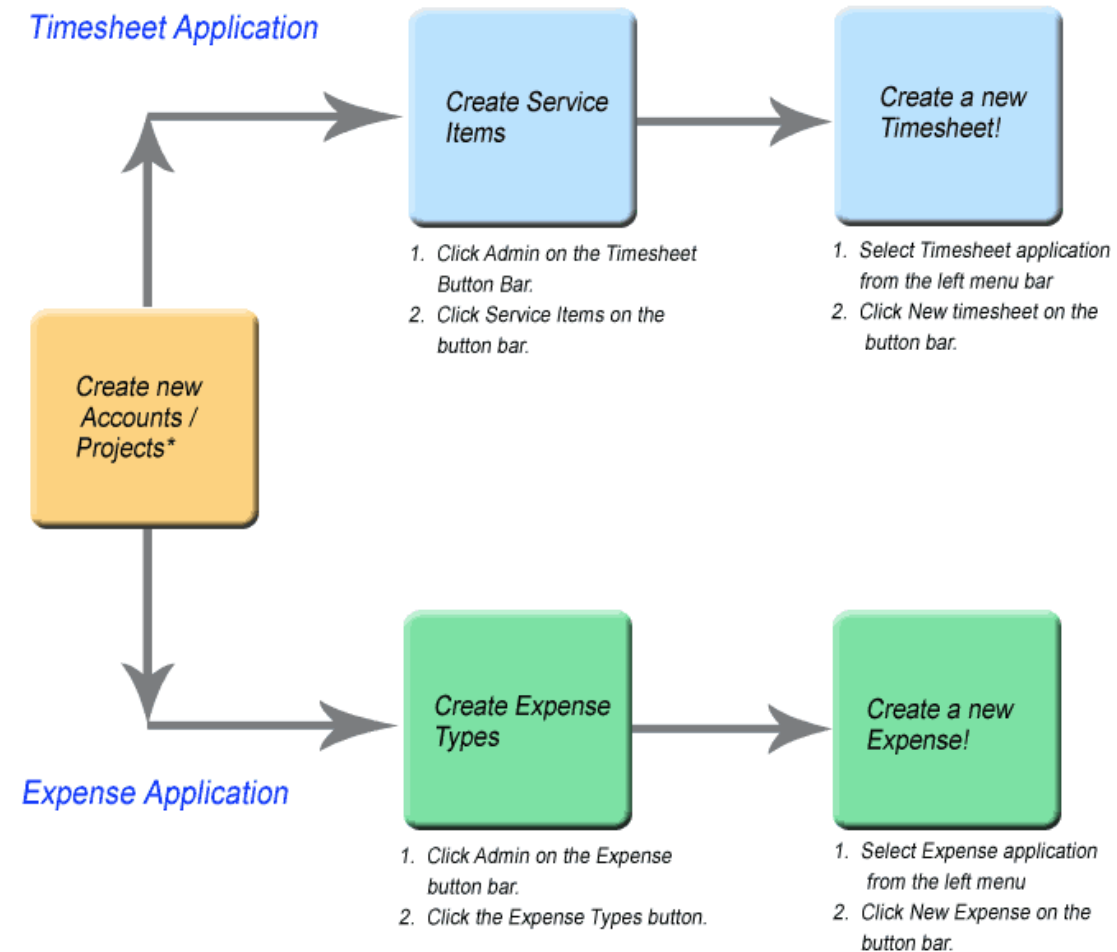 Timesheet Application
Create Service
Items
Create a new
Timesheet!
1. Click Admin on the Timesheet
Button Bar.
2. Click Service Items on the
button bar.
1. Select Timesheet application
from the left menu bar
2. Click New timesheet on the
button bar.
Create new
Accounts /
Projects*
Create Expense
Types
Create a new
Expense!
Expense Application
1. Click Admin on the Expense
button bar.
2. Click the Expense Types button.
1. Select Expense application
from the left menu
2. Click New Expense on the
button bar.